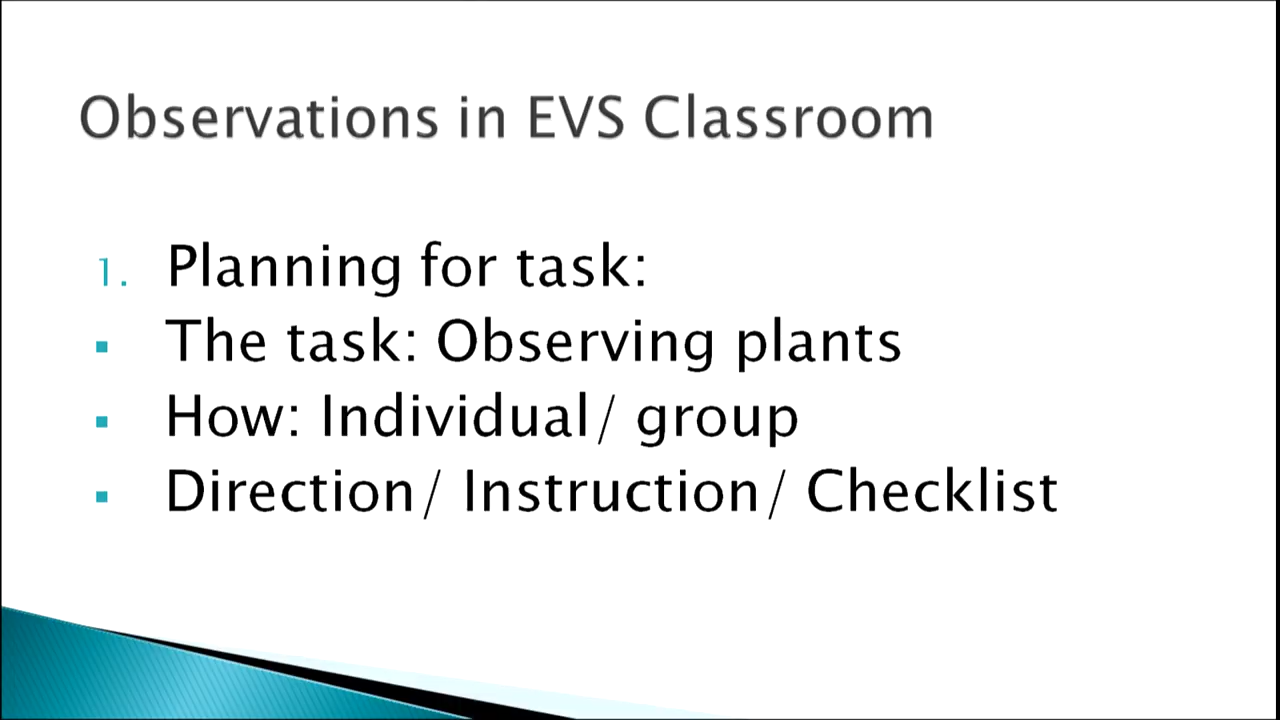 Observations in EVS Classroom
1. Planning for task:
▪ The task: Observing plants
▪ How: Individual/ group
▪ Direction/ Instruction/ Checklist